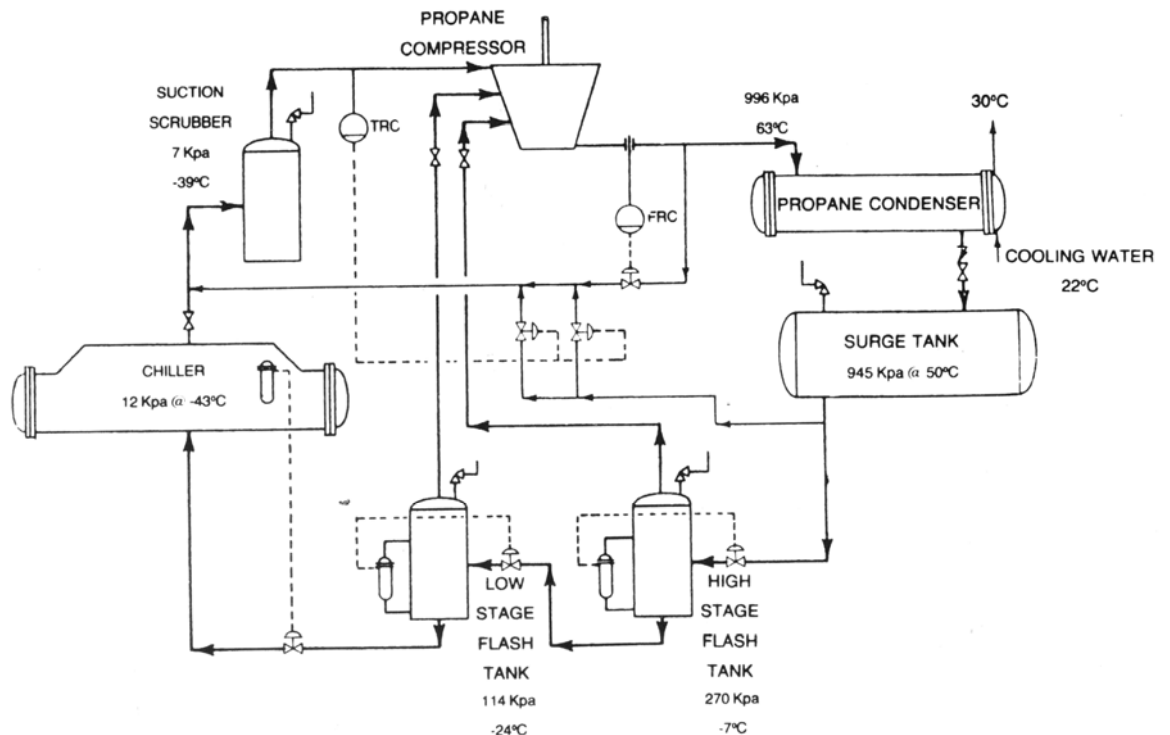 PROPANE
COMPRESSOR
SUCTION
SCRUBBER
7 Kpa
-39ºC
TRC
996 Kpa
63ºC
30ºC
PROPANE CONDENSER
FRC
COOLING WATER
22ºC
SURGE TANK
945 Kpa @ 50ºC
CHILLER
12 Kpa @ -43ºC
LOW
STAGE
FLASH
TANK
114 Kpa
-24ºC
HIGH
STAGE
FLASH
TANK
270 Kpa
-7ºC